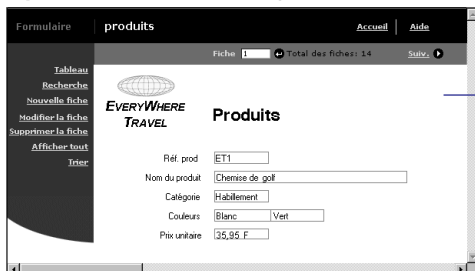 Formulaire produits Accueil Aide
Fiche 1 Total des fiches: 14 Suiv.
Tableau
Recherche
Nouvelle fiche
Modifier la fiche
Supprimer la fiche
Afficher tout
Trier
EVERYWHERE
TRAVEL
Produits
Réf. prod ET1
Nom du produit Chemise de golf
Catégorie Habillement
Couleurs Blanc Vert
Prix unitaire 35,95 F